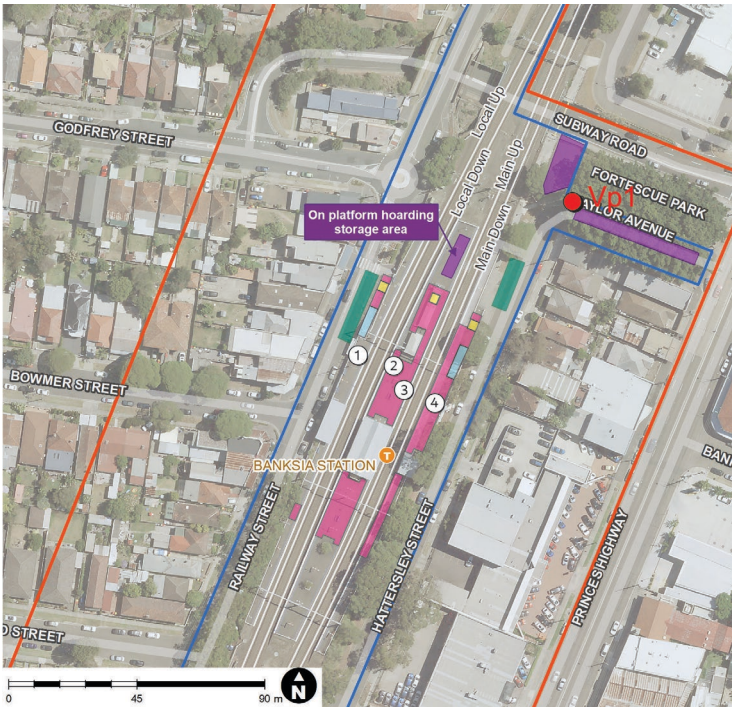 GODFREY STREET
Local Up
Local Down
Main Up
Main Down
SUBWAY ROAD
FORTESCUE PARK
Vp1
AYLOR AVENUE
On platform hoarding
storage area
1
2
3
4
BOWMER STREET
T
BANKSIA STATION
BAN
RAILWAY STREET
HATTERSLEY STREET
PRINCES HIGHWAY
D STREET
0 45 90 m
N